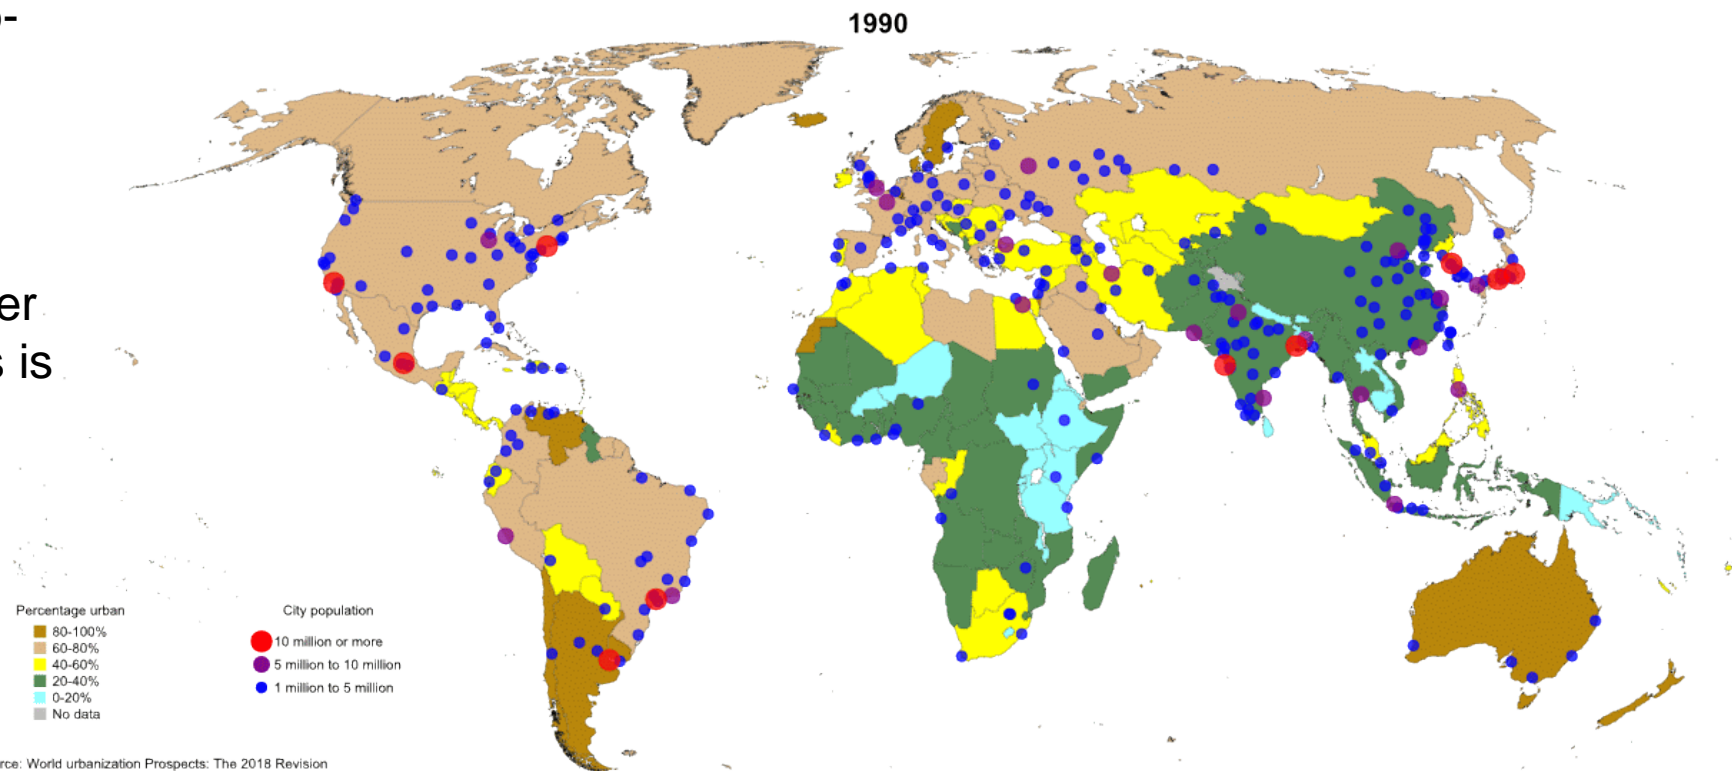 o-
1990
er
s is
Percentage urban
80-100%
60-80%
40-60%
20-40%
0-20%
No data
City population
10 million or more
5 million to 10 million
1 million to 5 million
rce: World urbanization Prospects: The 2018 Revision